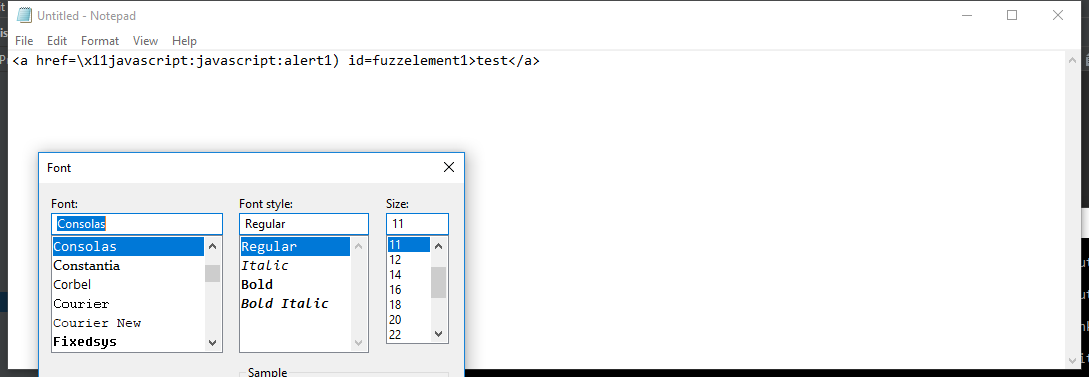 Untitled - Notepad
File Edit Format View Help
<a href=\x11javascript:javascript:alert1) id=fuzzelement1>test</a>
Font
Font: Font style: Size:
Consolas Regular 11
Consolas Regular 11
Constantia Italic 12
Corbel Bold 14
Courier Bold Italic 16
Courier New 18
Fixedsys 20
22
Sample